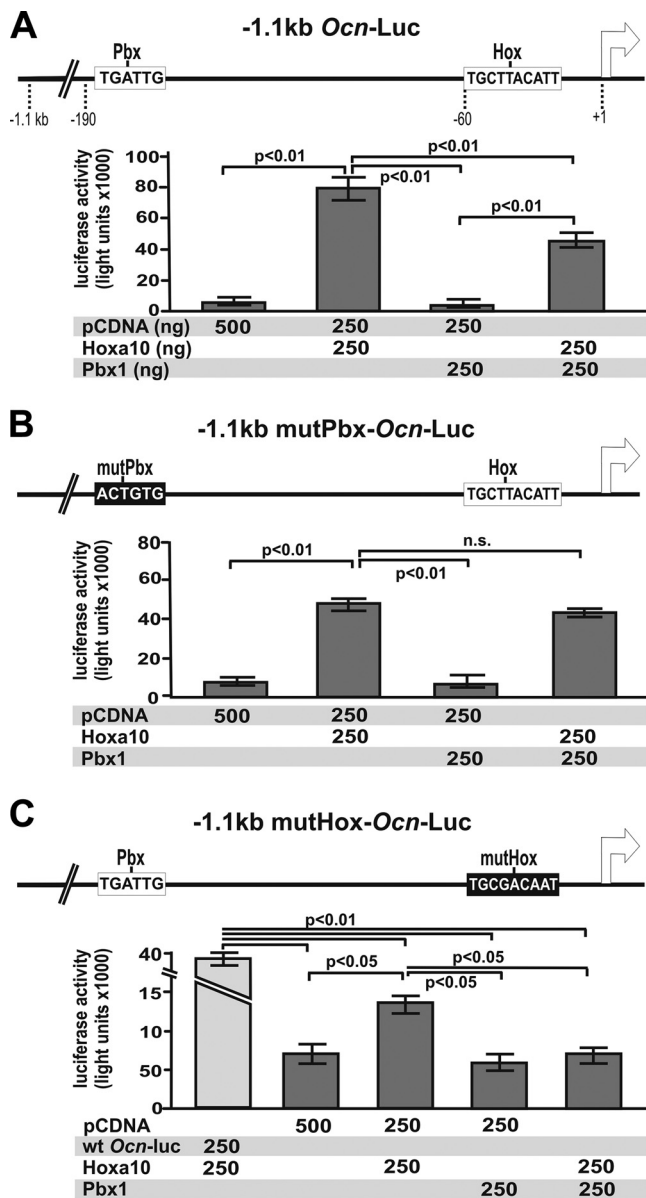 A
-1.1kb Ocn-Luc
Pbx
Hox
TGATTG
TGCTTACATT
-1.1 kb
-190
-60
+1
luciferase activity
(light units x1000)
100
80
60
40
20
0
p<0.01
p<0.01
p<0.01
p<0.01
pCDNA (ng) 500 250 250
Hoxa10 (ng) 250 250
Pbx1 (ng) 250 250
B
-1.1kb mutPbx-Ocn-Luc
mutPbx
Hox
ACTGTG
TGCTTACATT
luciferase activity
(light units x1000)
80
60
40
20
0
p<0.01
n.s.
p<0.01
pCDNA 500 250 250
Hoxa10 250 250
Pbx1 250 250
C
-1.1kb mutHox-Ocn-Luc
Pbx
mutHox
TGATTG
TGCGACAAT
luciferase activity
(light units x1000)
40
15
10
50
0
p<0.01
p<0.05
p<0.05
p<0.05
pCDNA 500 250 250
wt Ocn-luc 250
Hoxa10 250 250 250
Pbx1 250 250